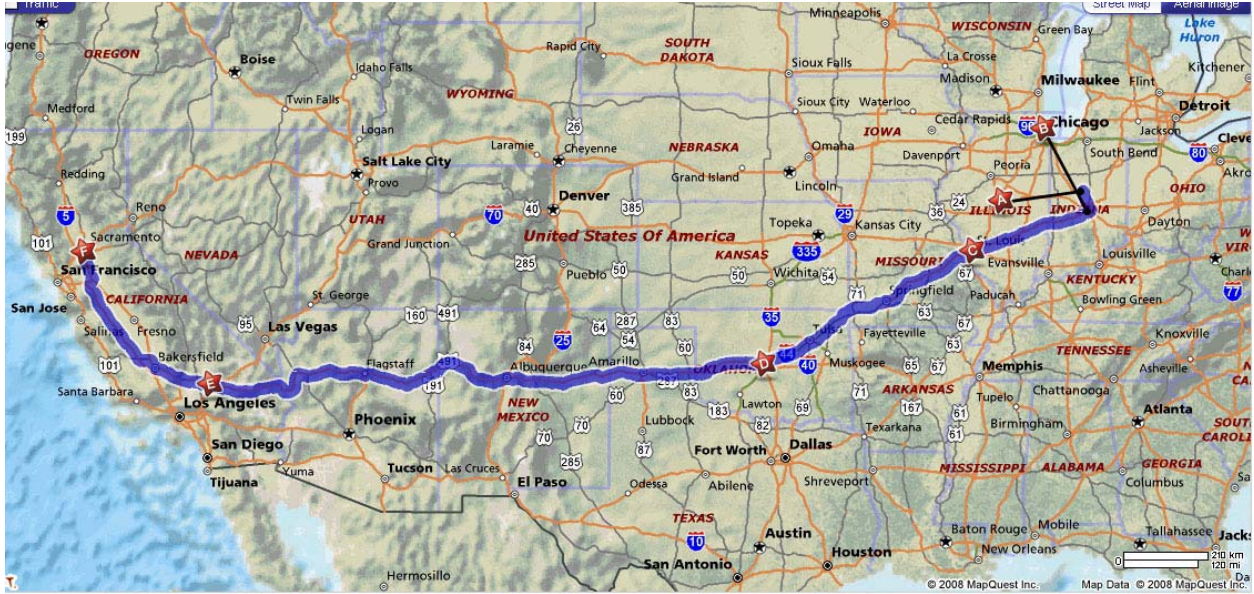 Traffic
Street Map
Aerial Image
Minneapolis
WISCONSIN
Green Bay
Lake
Huron
OREGON
Rapid City
SOUTH
DAKOTA
La Crosse
Boise
Idaho Falls
Sioux Falls
Madison
Milwaukee
Flint
Kitchener
Medford
Twin Falls
WYOMING
Sioux City
Waterloo
Detroit
199
Logan
26
Cedar Rapids
B
Chicago
Jackson
Laramie
Cheyenne
NEBRASKA
IOWA
Omaha
Davenport
South Bend
80
Salt Lake City
Peoria
Redding
Provo
Grand Island
Lincoln
OHIO
Denver
A
24
5
Reno
UTAH
70
40
385
29
36
ILLINOIS
INDIANA
Dayton
101
F
Sacramento
Grand Junction
United States Of America
Topeka
Kansas City
C
St. Louis
San Francisco
NEVADA
285
KANSAS
335
MISSOURI
Evansville
Louisville
Pueblo
50
50
Wichita
54
67
KENTUCKY
Charleston
77
San Jose
CALIFORNIA
St. George
71
Springfield
Paducah
Bowling Green
Salinas
Fresno
95
Las Vegas
160
491
64
287
83
35
63
67
Knoxville
84
25
54
60
Tulsa
Fayetteville
63
TENNESSEE
101
Bakersfield
Flagstaff
491
Albuquerque
Amarillo
D
44
40
Muskogee
65
67
Memphis
Asheville
Santa Barbara
E
191
287
OKLAHOMA
ARKANSAS
Chattanooga
Los Angeles
NEW
MEXICO
60
83
Lawton
71
Tupelo
Phoenix
Lubbock
183
69
167
61
Atlanta
70
70
82
Texarkana
61
Birmingham
San Diego
87
Fort Worth
Dallas
Yuma
Tucson
Las Cruces
285
MISSISSIPPI
ALABAMA
GEORGIA
Tijuana
El Paso
Odessa
Abilene
Shreveport
Columbus
TEXAS
Austin
Baton Rouge
Mobile
Tallahassee
10
Houston
New Orleans
San Antonio
0
210 km
120 mi
Hermosillo
© 2008 MapQuest Inc.
Map Data © 2008 MapQuest Inc.